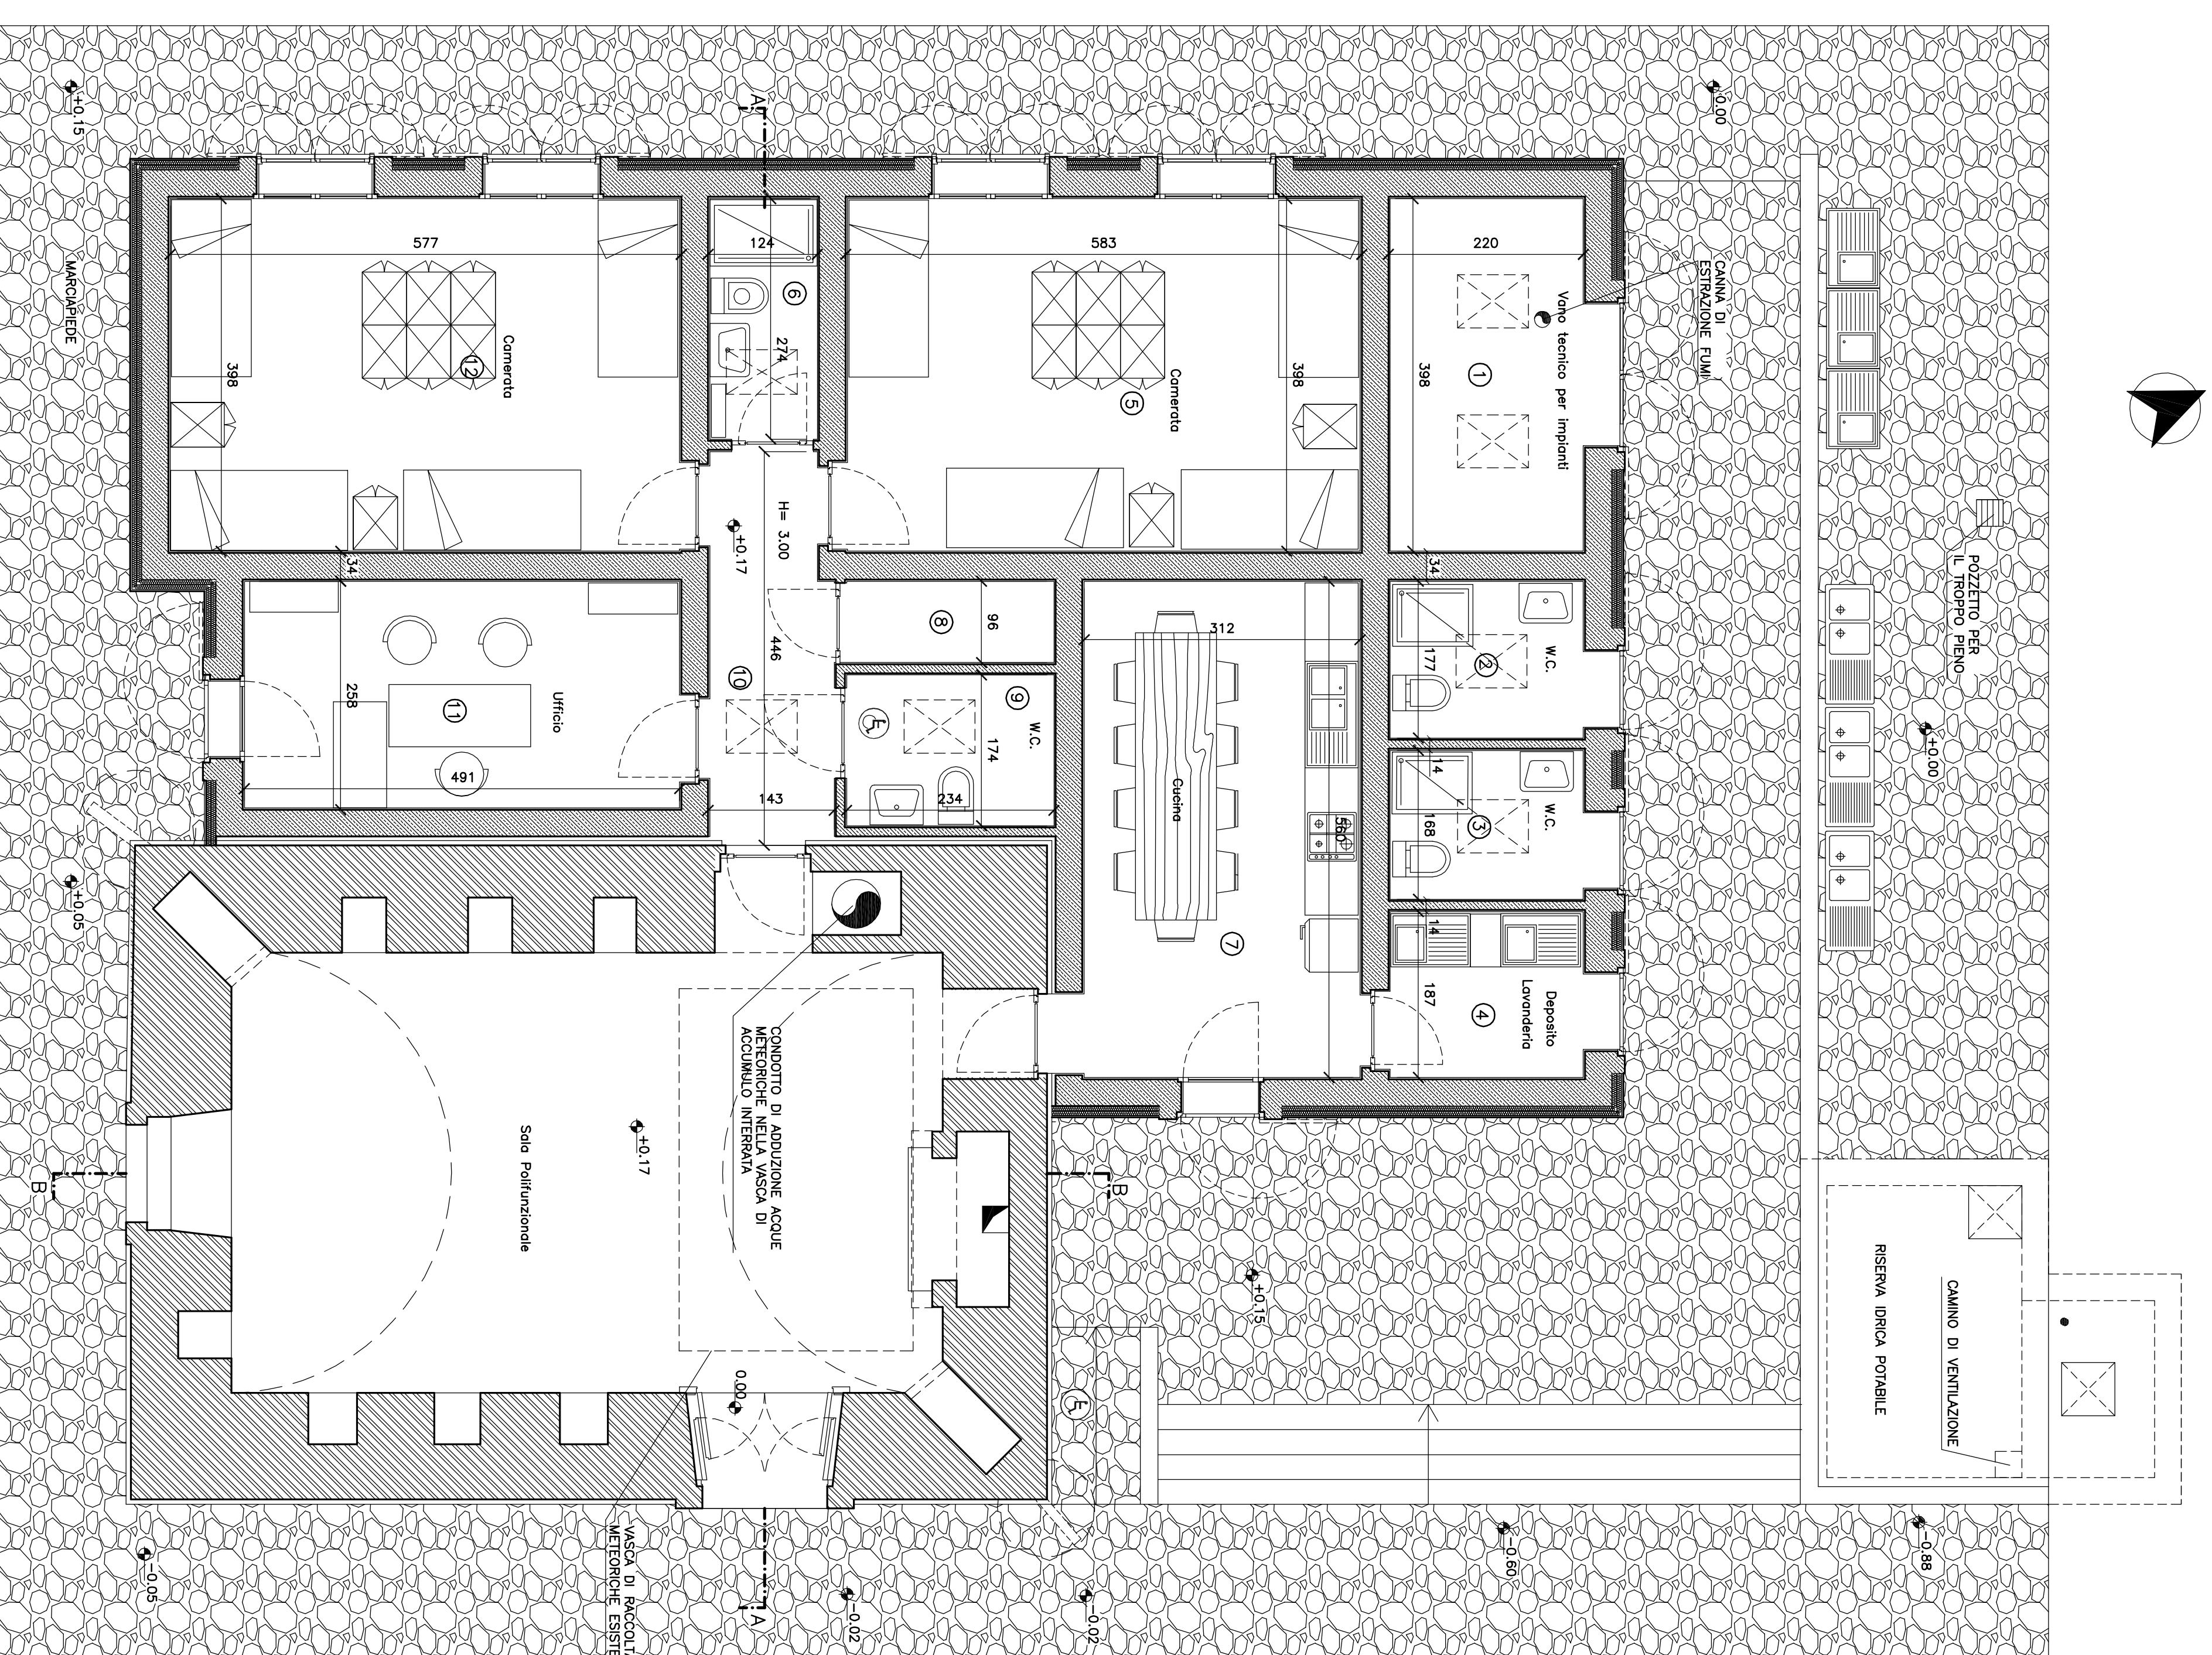 +0.15
MARCIAPIEDE
+0.05
-0.05
A
577
398
Camerata
12
34
Ufficio
11
258
491
124
6
274
H= 3.00
+0.17
10
446
143
583
398
Camerata
5
8
96
W.C.
9
174
234
312
Cucina
7
560
220
398
Vano tecnico per impianti
1
34
W.C.
2
177
14
W.C.
3
168
14
Deposito
Lavanderia
4
187
CANNA DI
ESTRAZIONE FUMI
0.00
POZZETTO PER
IL TROPPO PIENO
+0.00
CONDOTTO DI ADDUZIONE ACQUE
METEORICHE NELLA VASCA DI
ACCUMULO INTERRATA
Sala Polifunzionale
+0.17
0.00
B
B
+0.15
RISERVA IDRICA POTABILE
CAMINO DI VENTILAZIONE
VASCA DI RACCOLT
METEORICHE ESISTE
A
-0.02
-0.02
-0.60
-0.88